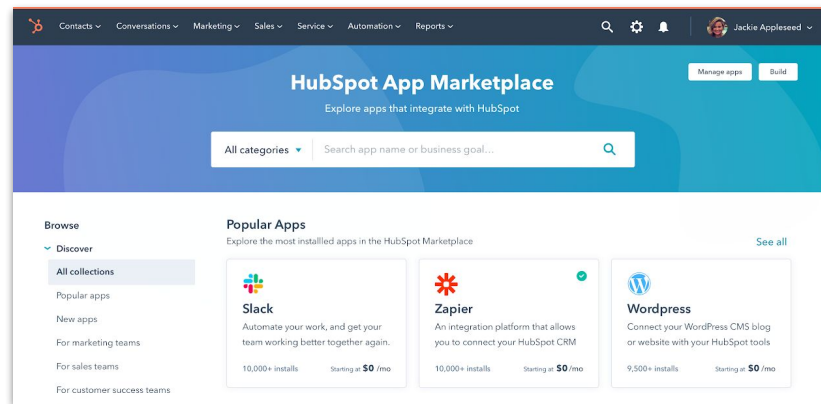 Contacts Conversations Marketing Sales Service Automation Reports Jackie Appleseed
Manage apps Build
HubSpot App Marketplace
Explore apps that integrate with HubSpot
All categories Search app name or business goal...
Browse
Discover
All collections
Popular apps
New apps
For marketing teams
For sales teams
For customer success teams
Popular Apps
Explore the most installled apps in the HubSpot Marketplace
See all
Slack
Automate your work, and get your
team working better together again.
10,000+ installs Starting at $0 /mo
Zapier
An integration platform that allows
you to connect your HubSpot CRM
10,000+ installs Starting at $0 /mo
Wordpress
Connect your WordPress CMS blog
or website with your HubSpot tools
9,500+ installs Starting at $0 /mo